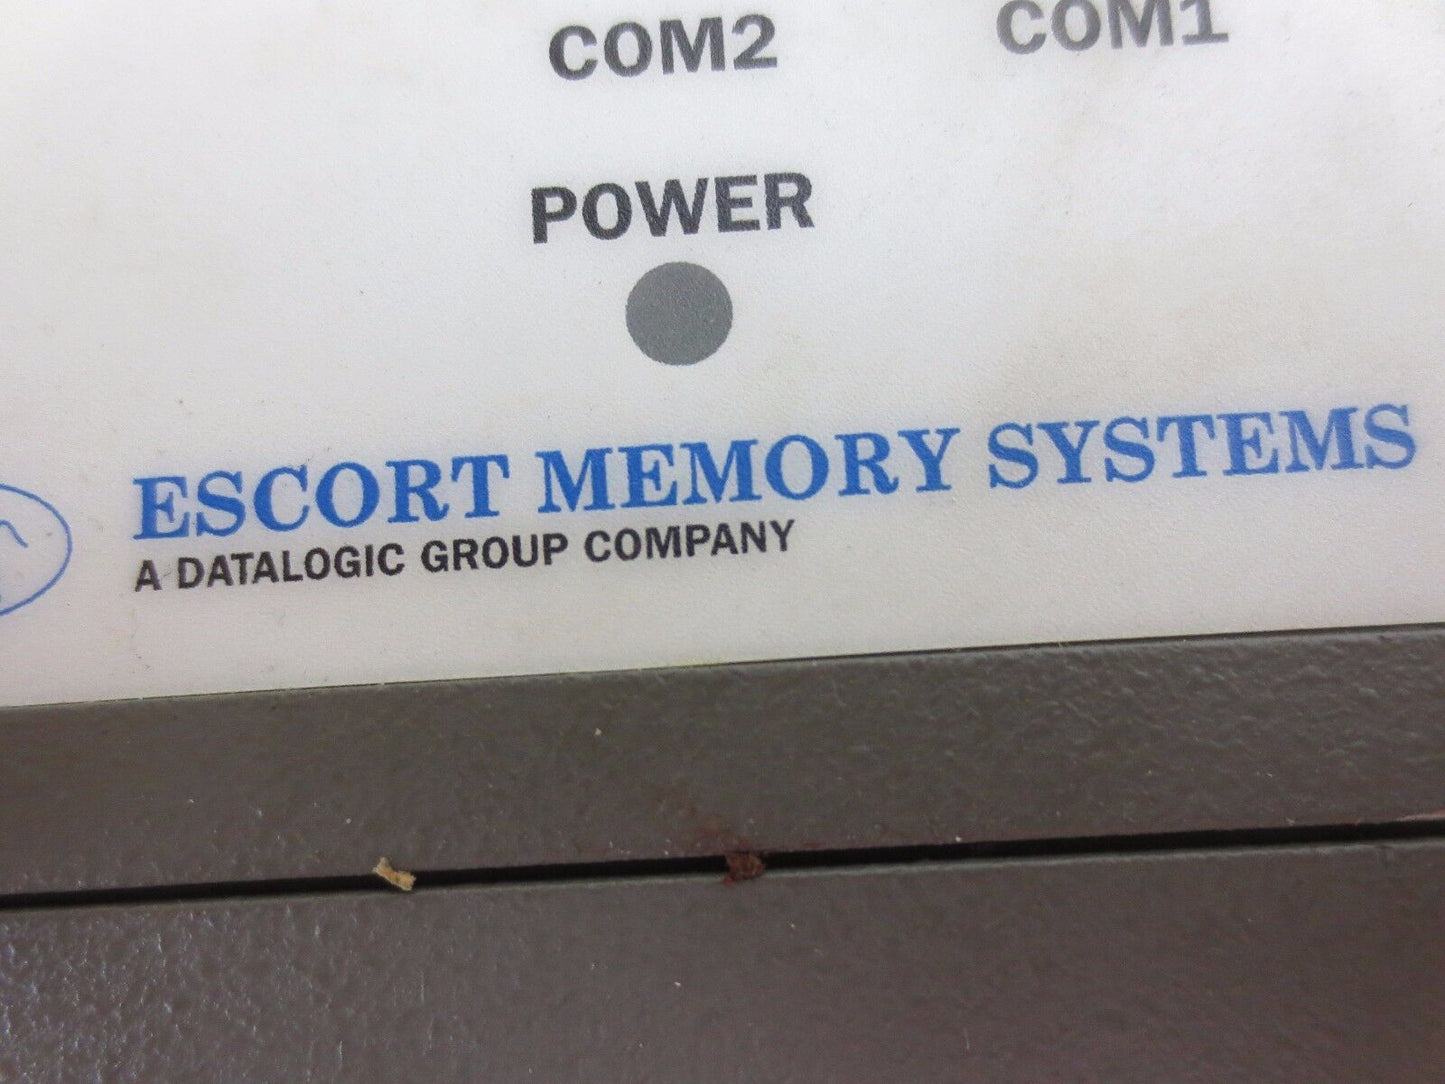 COM2 COM1
POWER
ESCORT MEMORY SYSTEMS
A DATALOGIC GROUP COMPANY